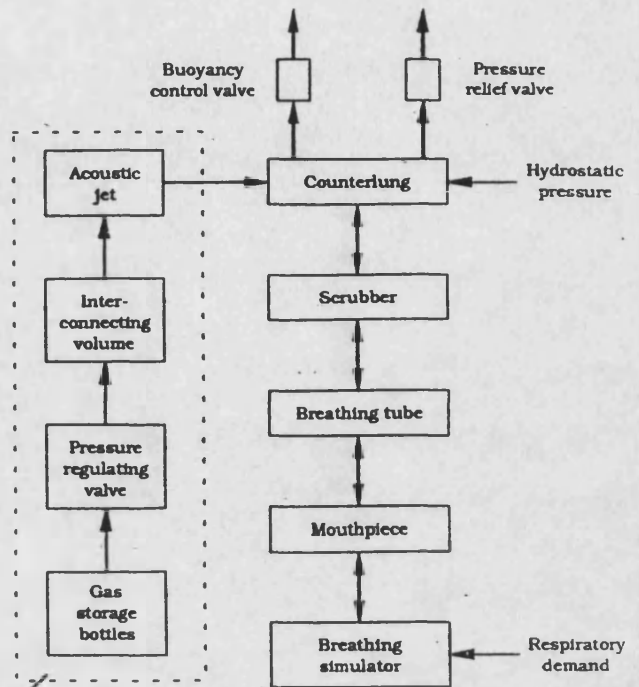 Buoyancy
control valve
Pressure
relief valve
Acoustic
jet
Counterlung
Hydrostatic
pressure
Inter-
connecting
volume
Scrubber
Pressure
regulating
valve
Breathing tube
Mouthpiece
Gas
storage
bottles
Breathing
simulator
Respiratory
demand